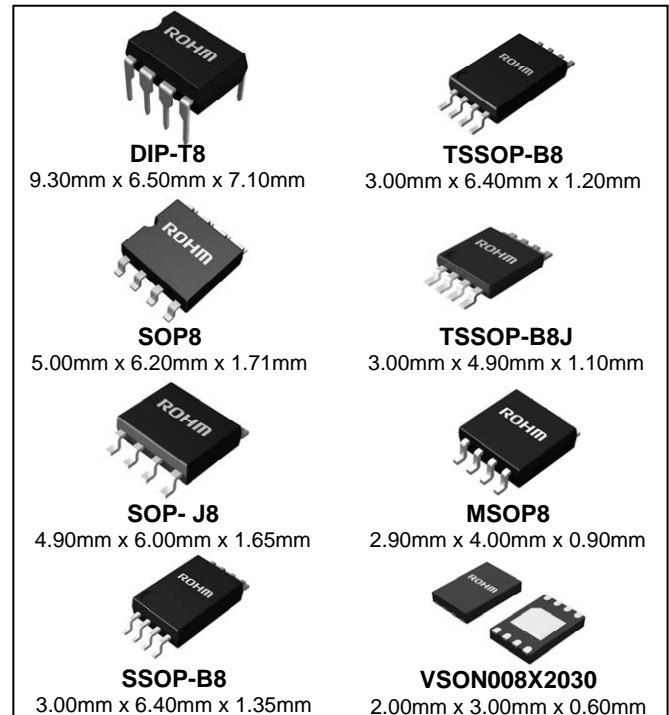 ROHM
DIP-T8
9.30mm x 6.50mm x 7.10mm
ROHM
TSSOP-B8
3.00mm x 6.40mm x 1.20mm
ROHM
SOP8
5.00mm x 6.20mm x 1.71mm
ROHM
TSSOP-B8J
3.00mm x 4.90mm x 1.10mm
ROHM
SOP- J8
4.90mm x 6.00mm x 1.65mm
ROHM
MSOP8
2.90mm x 4.00mm x 0.90mm
ROHM
SSOP-B8
3.00mm x 6.40mm x 1.35mm
ROHM
VSON008X2030
2.00mm x 3.00mm x 0.60mm